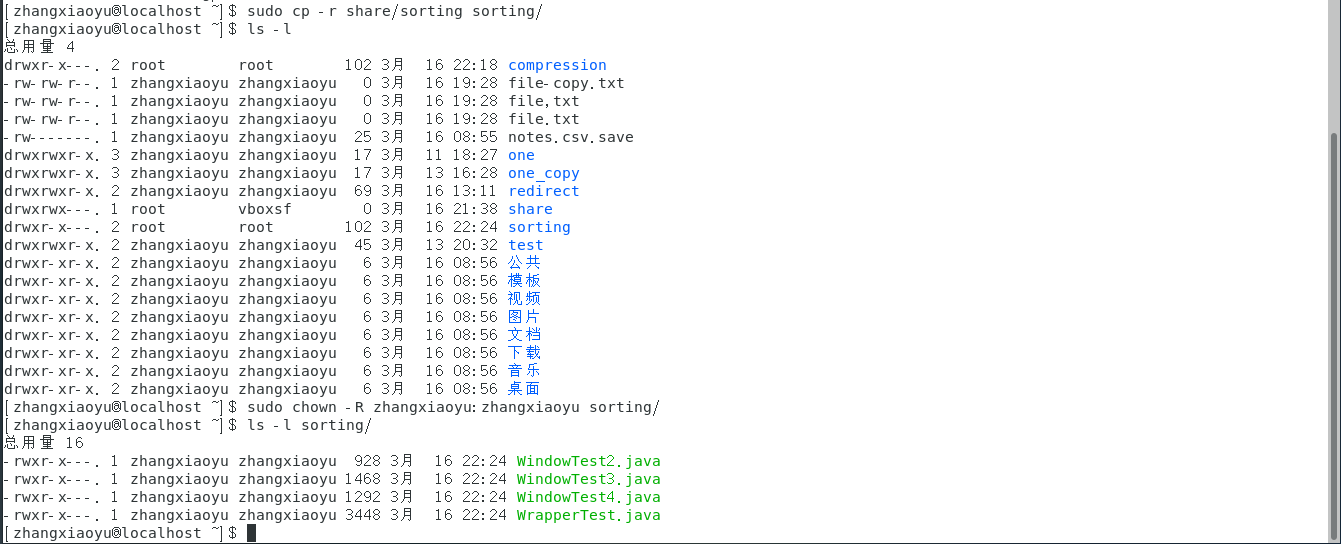 [zhangxiaoyu@localhost ~]$ sudo cp -r share/sorting sorting/
[zhangxiaoyu@localhost ~]$ ls -l
总用量 4
drwxr-x---. 2 root        root        102 3月  16 22:18 compression
-rw-rw-r--. 1 zhangxiaoyu zhangxiaoyu   0 3月  16 19:28 file-copy.txt
-rw-rw-r--. 1 zhangxiaoyu zhangxiaoyu   0 3月  16 19:28 file,txt
-rw-rw-r--. 1 zhangxiaoyu zhangxiaoyu   0 3月  16 19:28 file.txt
-rw-------. 1 zhangxiaoyu zhangxiaoyu  25 3月  16 08:55 notes.csv.save
drwxrwxr-x. 3 zhangxiaoyu zhangxiaoyu  17 3月  11 18:27 one
drwxrwxr-x. 3 zhangxiaoyu zhangxiaoyu  17 3月  13 16:28 one_copy
drwxrwxr-x. 2 zhangxiaoyu zhangxiaoyu  69 3月  16 13:11 redirect
drwxrwx---. 1 root        vboxsf        0 3月  16 21:38 share
drwxr-x---. 2 root        root        102 3月  16 22:24 sorting
drwxrwxr-x. 2 zhangxiaoyu zhangxiaoyu  45 3月  13 20:32 test
drwxr-xr-x. 2 zhangxiaoyu zhangxiaoyu   6 3月  16 08:56 公共
drwxr-xr-x. 2 zhangxiaoyu zhangxiaoyu   6 3月  16 08:56 模板
drwxr-xr-x. 2 zhangxiaoyu zhangxiaoyu   6 3月  16 08:56 视频
drwxr-xr-x. 2 zhangxiaoyu zhangxiaoyu   6 3月  16 08:56 图片
drwxr-xr-x. 2 zhangxiaoyu zhangxiaoyu   6 3月  16 08:56 文档
drwxr-xr-x. 2 zhangxiaoyu zhangxiaoyu   6 3月  16 08:56 下载
drwxr-xr-x. 2 zhangxiaoyu zhangxiaoyu   6 3月  16 08:56 音乐
drwxr-xr-x. 2 zhangxiaoyu zhangxiaoyu   6 3月  16 08:56 桌面
[zhangxiaoyu@localhost ~]$ sudo chown -R zhangxiaoyu:zhangxiaoyu sorting/
[zhangxiaoyu@localhost ~]$ ls -l sorting/
总用量 16
-rwxr-x---. 1 zhangxiaoyu zhangxiaoyu  928 3月  16 22:24 WindowTest2.java
-rwxr-x---. 1 zhangxiaoyu zhangxiaoyu 1468 3月  16 22:24 WindowTest3.java
-rwxr-x---. 1 zhangxiaoyu zhangxiaoyu 1292 3月  16 22:24 WindowTest4.java
-rwxr-x---. 1 zhangxiaoyu zhangxiaoyu 3448 3月  16 22:24 WrapperTest.java
[zhangxiaoyu@localhost ~]$